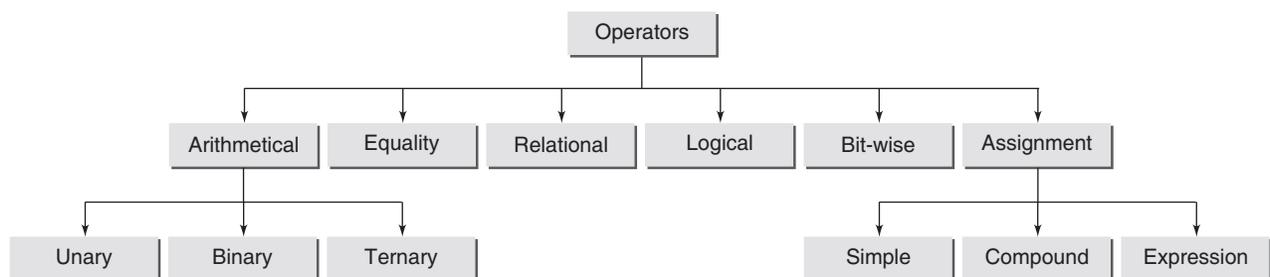 Operators
Arithmetical Equality Relational Logical Bit-wise Assignment
Unary Binary Ternary Simple Compound Expression